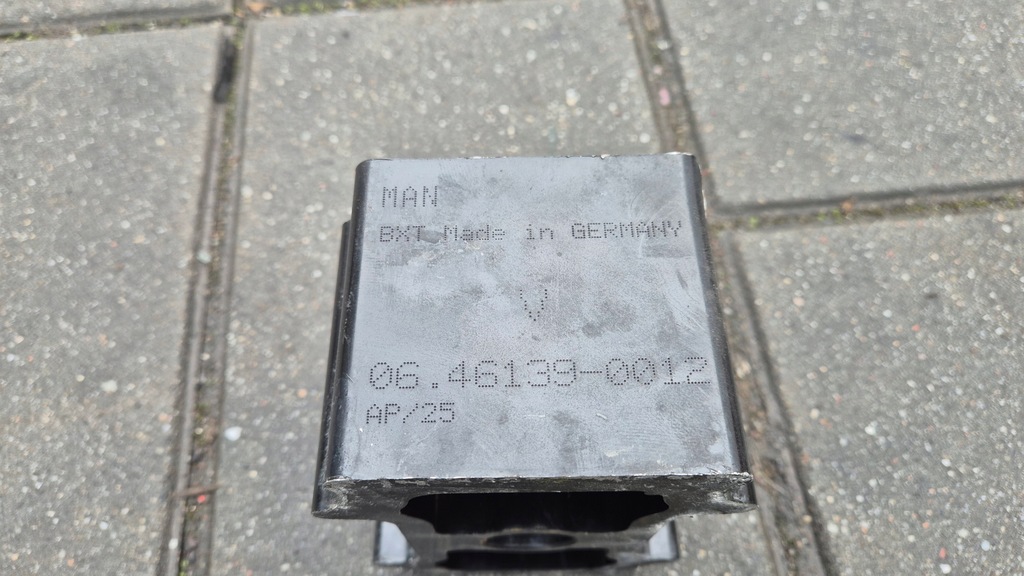 MAN
BXT Made in GERMANY
V
06.46139-0012
AP/25